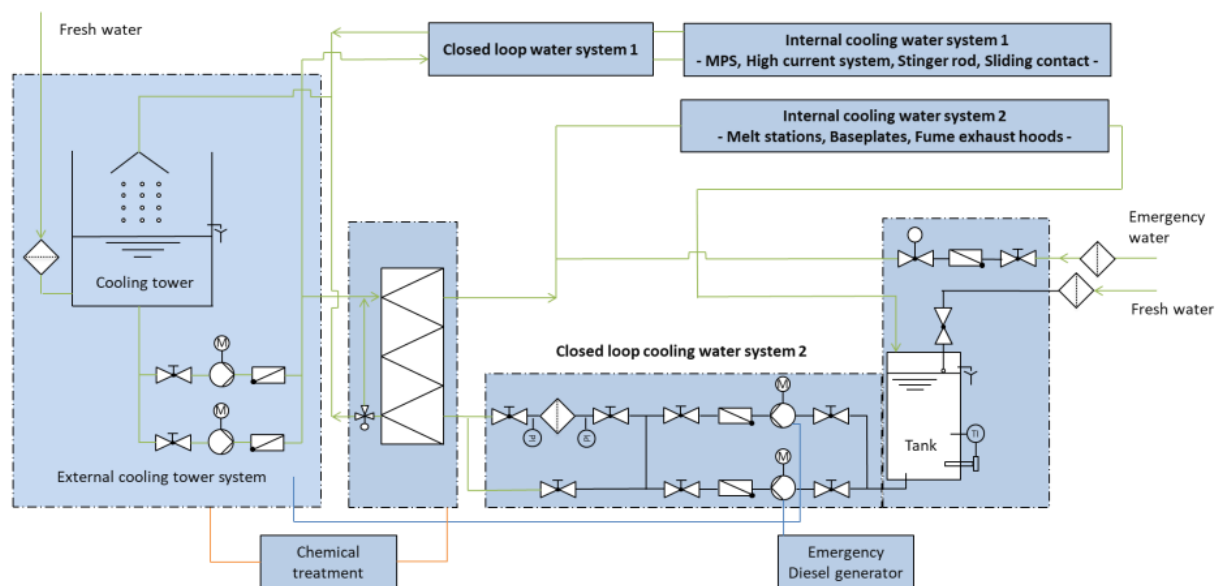 Fresh water
Closed loop water system 1
Internal cooling water system 1
- MPS, High current system, Stinger rod, Sliding contact -
Internal cooling water system 2
- Melt stations, Baseplates, Fume exhaust hoods -
Emergency
water
Fresh water
Cooling tower
M
M
External cooling tower system
Closed loop cooling water system 2
M
M
PI
Tank
TI
Chemical
treatment
Emergency
Diesel generator